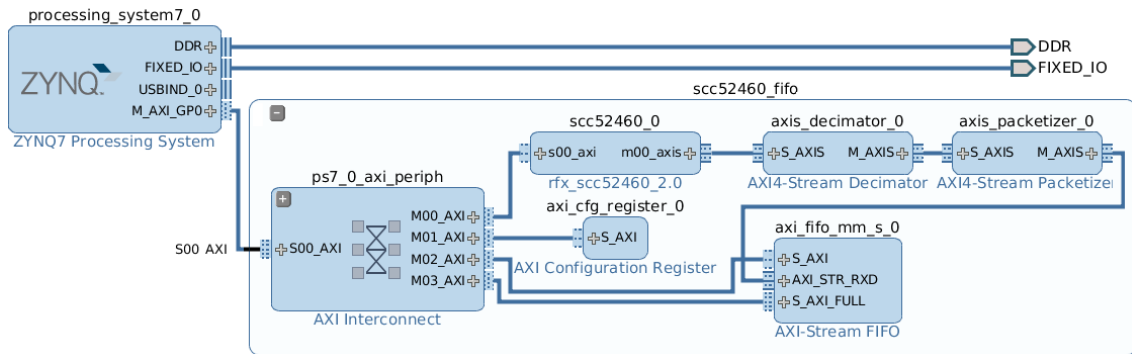 processing_system7_0
DDR
FIXED_IO
USBIND_0
M_AXI_GP0
ZYNQ
ZYNQ7 Processing System
DDR
FIXED_IO
scc52460_fifo
scc52460_0
s00_axi m00_axis
rfx_scc52460_2.0
axis_decimator_0
S_AXIS M_AXIS
AXI4-Stream Decimator
axis_packetizer_0
S_AXIS M_AXIS
AXI4-Stream Packetizer
ps7_0_axi_periph
S00_AXI
S00_AXI
M00_AXI
M01_AXI
M02_AXI
M03_AXI
AXI Interconnect
axi_cfg_register_0
S_AXI
AXI Configuration Register
axi_fifo_mm_s_0
S_AXI
AXI_STR_RXD
S_AXI_FULL
AXI-Stream FIFO